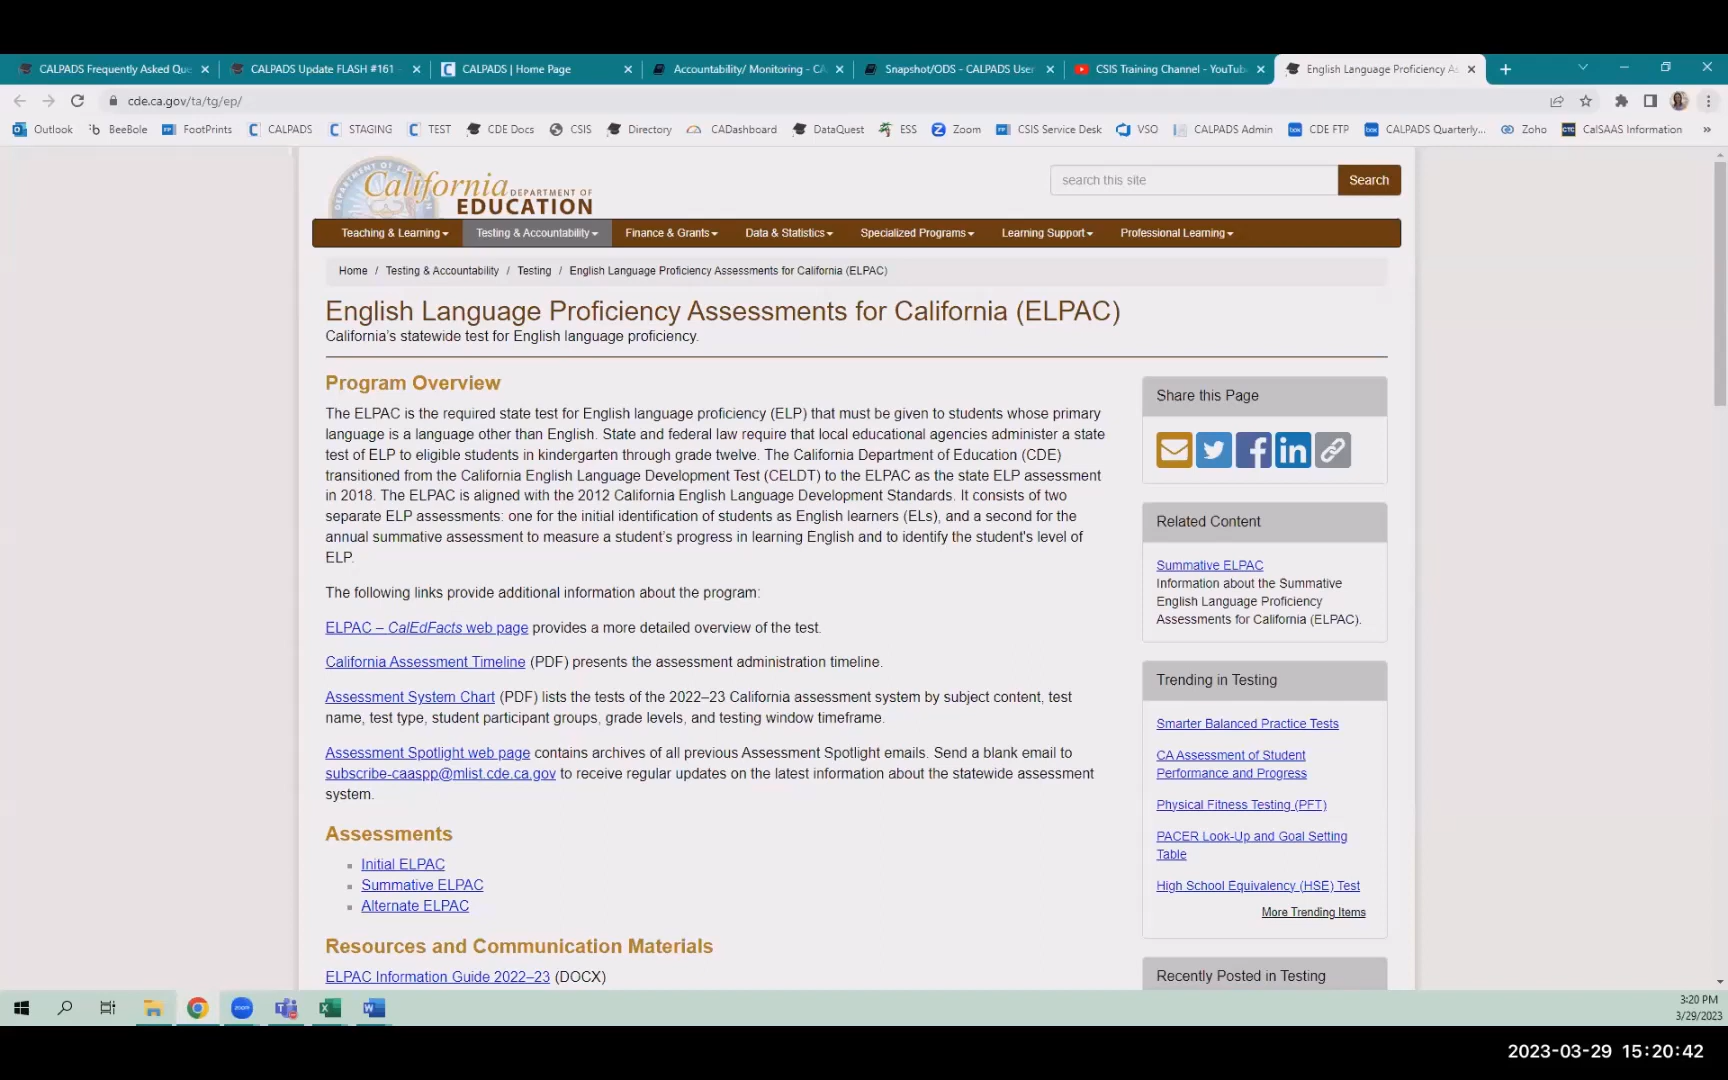 CALPADS Frequently Asked Que
CALPADS Update FLASH #161
CALPADS | Home Page
Accountability/ Monitoring - CA
Snapshot/ODS - CALPADS User
CSIS Training Channel - YouTub
English Language Proficiency As
cde.ca.gov/ta/tg/ep/
Outlook
BeeBole
FootPrints
CALPADS
STAGING
TEST
CDE Docs
CSIS
Directory
CADashboard
DataQuest
ESS
Zoom
CSIS Service Desk
VSO
CALPADS Admin
CDE FTP
CALPADS Quarterly...
Zoho
CalSAAS Information
California DEPARTMENT OF
EDUCATION
search this site
Search
Teaching & Learning
Testing & Accountability
Finance & Grants
Data & Statistics
Specialized Programs
Learning Support
Professional Learning
Home / Testing & Accountability / Testing / English Language Proficiency Assessments for California (ELPAC)
English Language Proficiency Assessments for California (ELPAC)
California's statewide test for English language proficiency.
Program Overview
The ELPAC is the required state test for English language proficiency (ELP) that must be given to students whose primary
language is a language other than English. State and federal law require that local educational agencies administer a state
test of ELP to eligible students in kindergarten through grade twelve. The California Department of Education (CDE)
transitioned from the California English Language Development Test (CELDT) to the ELPAC as the state ELP assessment
in 2018. The ELPAC is aligned with the 2012 California English Language Development Standards. It consists of two
separate ELP assessments: one for the initial identification of students as English learners (ELs), and a second for the
annual summative assessment to measure a student's progress in learning English and to identify the student's level of
ELP.
The following links provide additional information about the program:
ELPAC – CalEdFacts web page provides a more detailed overview of the test.
California Assessment Timeline (PDF) presents the assessment administration timeline.
Assessment System Chart (PDF) lists the tests of the 2022–23 California assessment system by subject content, test
name, test type, student participant groups, grade levels, and testing window timeframe.
Assessment Spotlight web page contains archives of all previous Assessment Spotlight emails. Send a blank email to
subscribe-caaspp@mlist.cde.ca.gov to receive regular updates on the latest information about the statewide assessment
system.
Assessments
Initial ELPAC
Summative ELPAC
Alternate ELPAC
Resources and Communication Materials
ELPAC Information Guide 2022–23 (DOCX)
Share this Page
Related Content
Summative ELPAC
Information about the Summative
English Language Proficiency
Assessments for California (ELPAC).
Trending in Testing
Smarter Balanced Practice Tests
CA Assessment of Student
Performance and Progress
Physical Fitness Testing (PFT)
PACER Look-Up and Goal Setting
Table
High School Equivalency (HSE) Test
More Trending Items
Recently Posted in Testing
3:20 PM
3/29/2023
2023-03-29 15:20:42